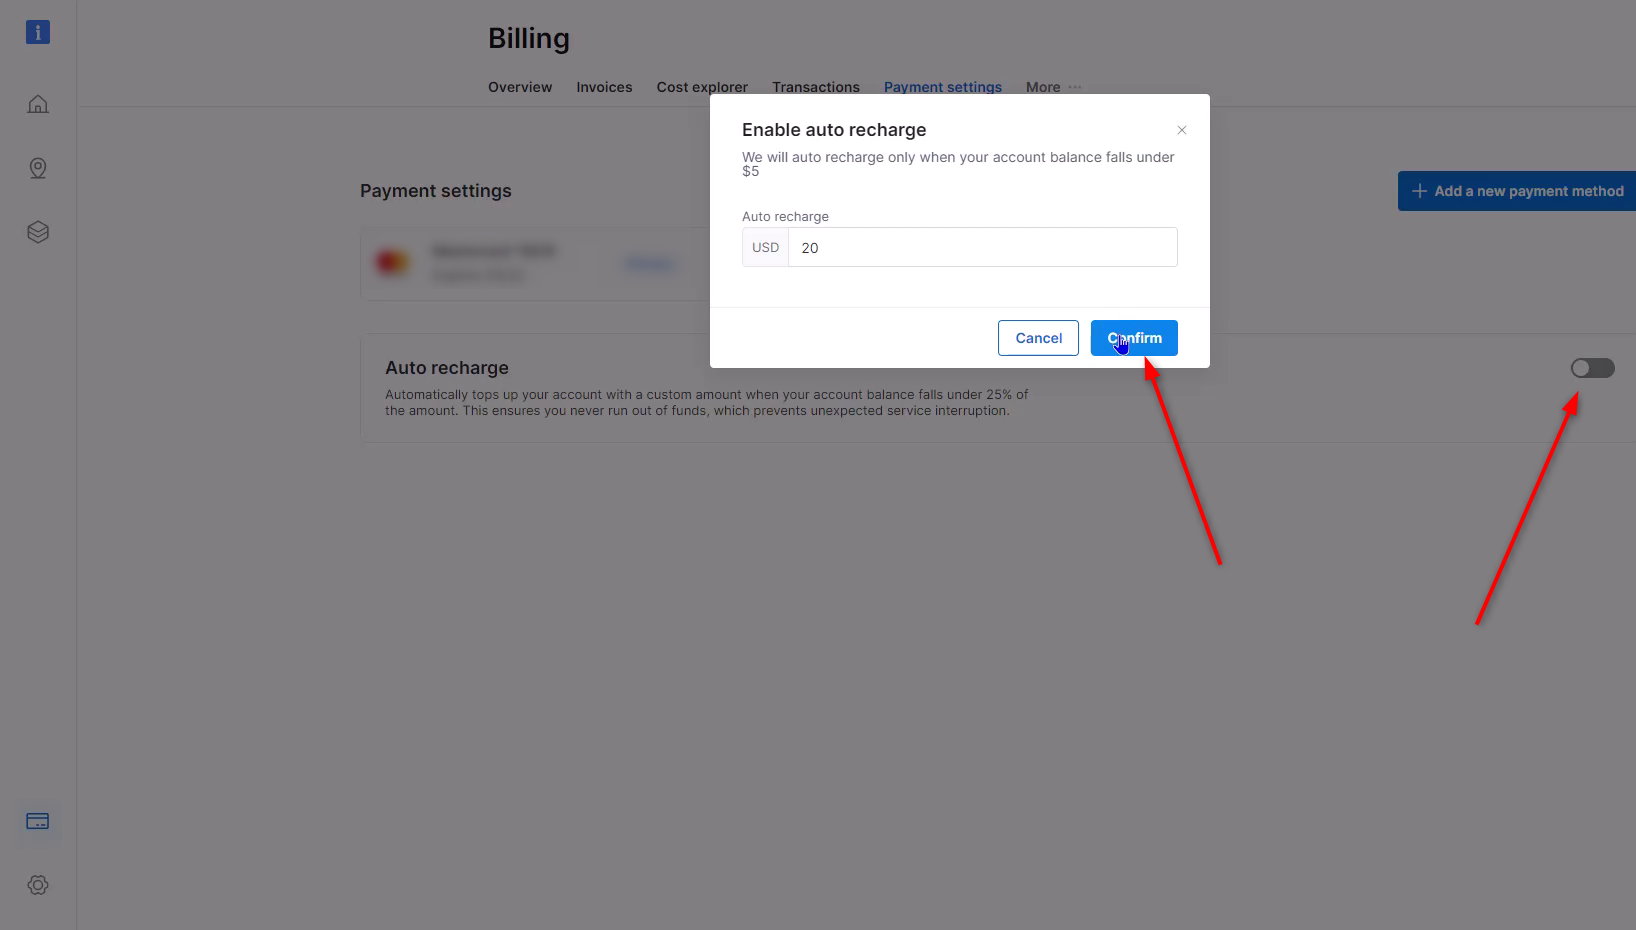 Billing
Overview Invoices Cost explorer Transactions Payment settings More ...
Enable auto recharge
We will auto recharge only when your account balance falls under
$5
Payment settings
+ Add a new payment method
Auto recharge
USD 20
Cancel Confirm
Auto recharge
Automatically tops up your account with a custom amount when your account balance falls under 25% of
the amount. This ensures you never run out of funds, which prevents unexpected service interruption.